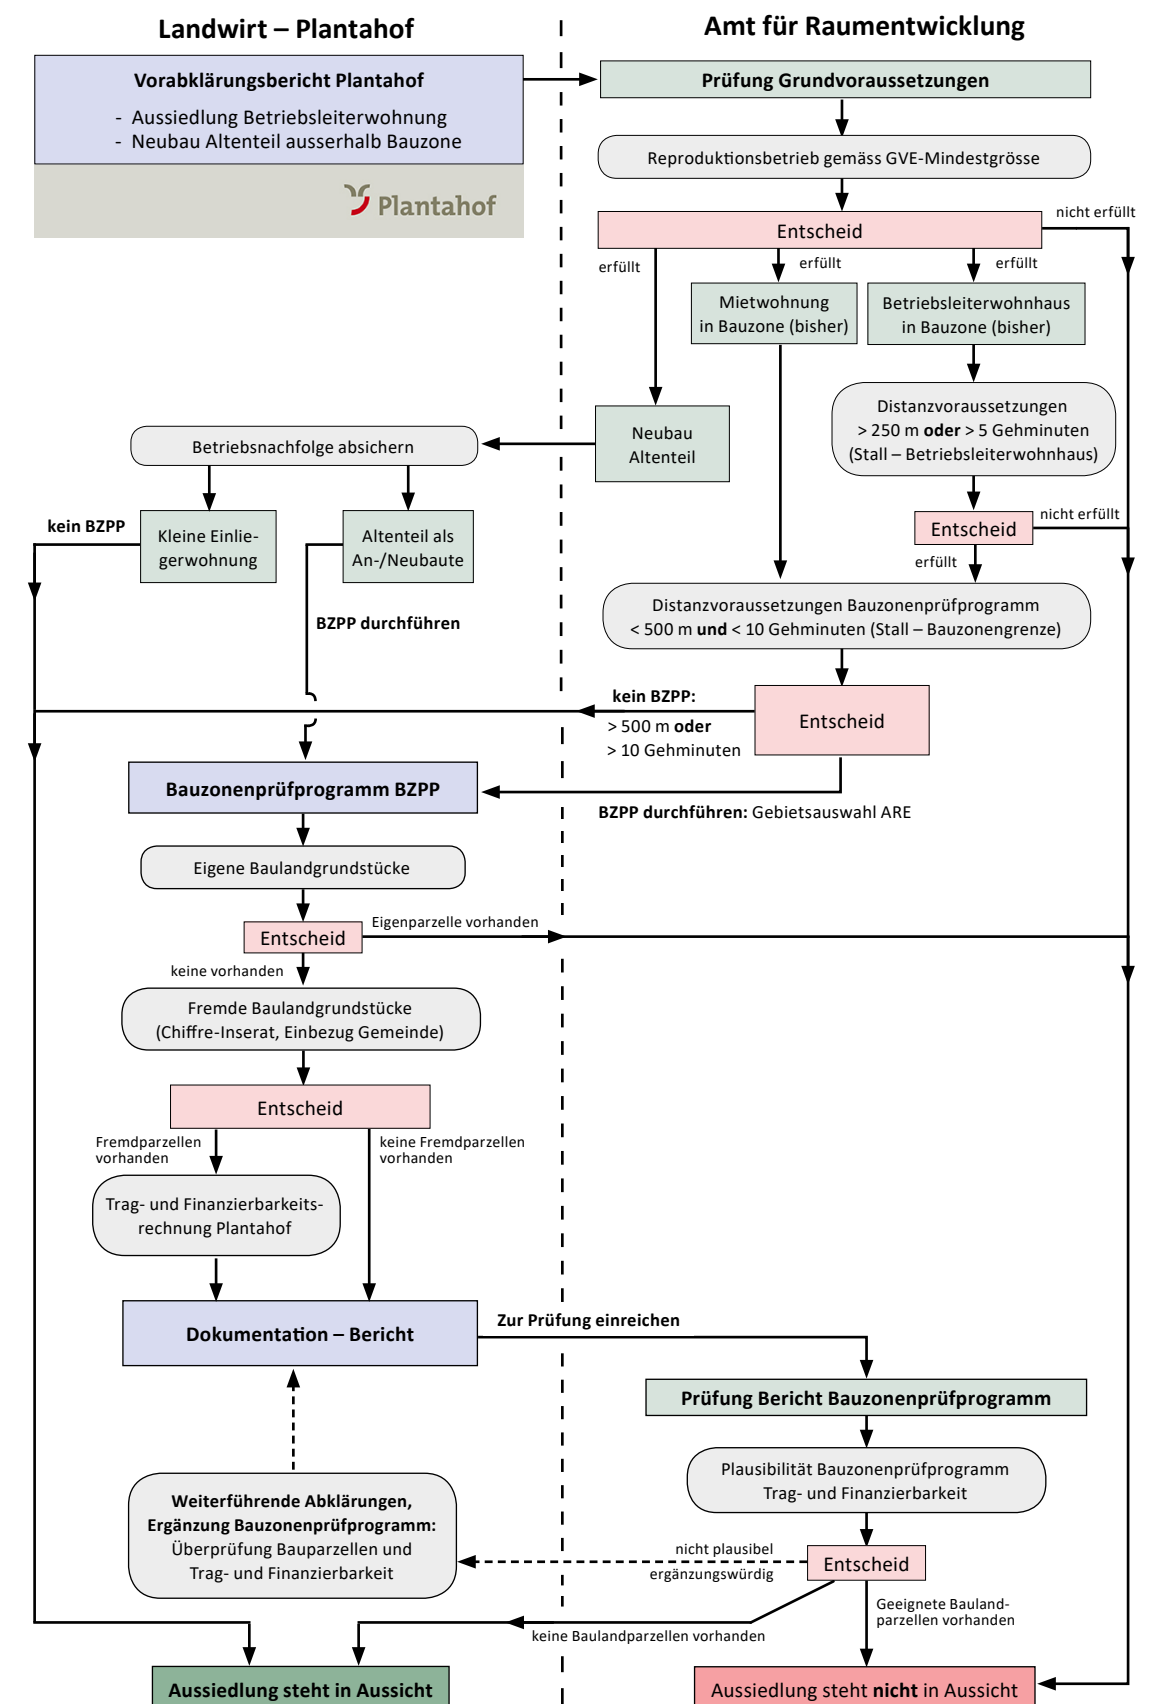 Landwirt – Plantahof
Amt für Raumentwicklung
Vorabklärungsbericht Plantahof
- Aussiedlung Betriebsleiterwohnung
- Neubau Altenteil ausserhalb Bauzone
Plantahof
Prüfung Grundvoraussetzungen
Reproduktionsbetrieb gemäss GVE-Mindestgrösse
Entscheid
nicht erfüllt
erfüllt
erfüllt
erfüllt
Mietwohnung
in Bauzone (bisher)
Betriebsleiterwohnhaus
in Bauzone (bisher)
Distanzvoraussetzungen
> 250 m oder > 5 Gehminuten
(Stall – Betriebsleiterwohnhaus)
Neubau
Altenteil
Betriebsnachfolge absichern
kein BZPP
Kleine Einlie-
gerwohnung
Altenteil als
An-/Neubaute
Entscheid
nicht erfüllt
erfüllt
BZPP durchführen
Distanzvoraussetzungen Bauzonenprüfprogramm
< 500 m und < 10 Gehminuten (Stall – Bauzonengrenze)
kein BZPP:
> 500 m oder
> 10 Gehminuten
Entscheid
Bauzonenprüfprogramm BZPP
BZPP durchführen: Gebietsauswahl ARE
Eigene Baulandgrundstücke
Entscheid
Eigenparzelle vorhanden
keine vorhanden
Fremde Baulandgrundstücke
(Chiffre-Inserat, Einbezug Gemeinde)
Entscheid
Fremdparzellen
vorhanden
keine Fremdparzellen
vorhanden
Trag- und Finanzierbarkeits-
rechnung Plantahof
Dokumentation – Bericht
Zur Prüfung einreichen
Prüfung Bericht Bauzonenprüfprogramm
Plausibilität Bauzonenprüfprogramm
Trag- und Finanzierbarkeit
Weiterführende Abklärungen,
Ergänzung Bauzonenprüfprogramm:
Überprüfung Bauparzellen und
Trag- und Finanzierbarkeit
nicht plausibel
ergänzungswürdig
Entscheid
Geeignete Bauland-
parzellen vorhanden
keine Baulandparzellen vorhanden
Aussiedlung steht in Aussicht
Aussiedlung steht nicht in Aussicht